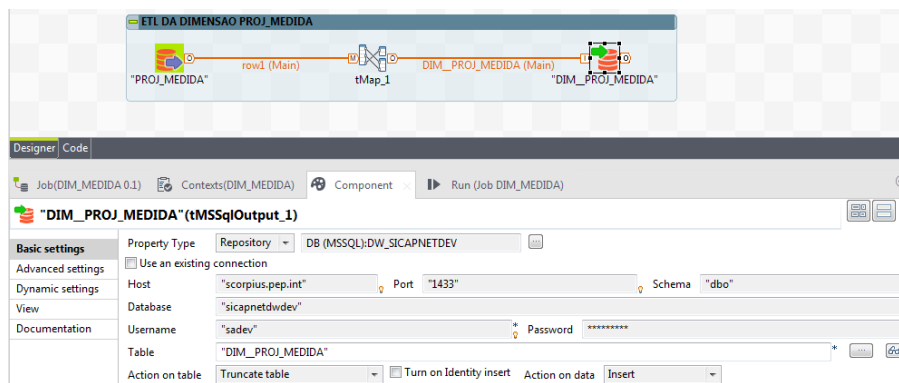 ETL DA DIMENSAO PROJ_MEDIDA
row1 (Main)
DIM__PROJ_MEDIDA (Main)
"PROJ_MEDIDA"
tMap_1
"DIM__PROJ_MEDIDA"
Designer Code
Job(DIM_MEDIDA 0.1) Contexts(DIM_MEDIDA) Component Run (Job DIM_MEDIDA)
"DIM__PROJ_MEDIDA"(tMSSqlOutput_1)
Basic settings
Advanced settings
Dynamic settings
View
Documentation
Property Type Repository DB (MSSQL):DW_SICAPNETDEV ...
Use an existing connection
Host "scorpius.pep.int" Port "1433" Schema "dbo"
Database "sicapnetdwdev"
Username "sadev" * Password *********
Table "DIM__PROJ_MEDIDA" * ...
Action on table Truncate table Turn on Identity insert Action on data Insert